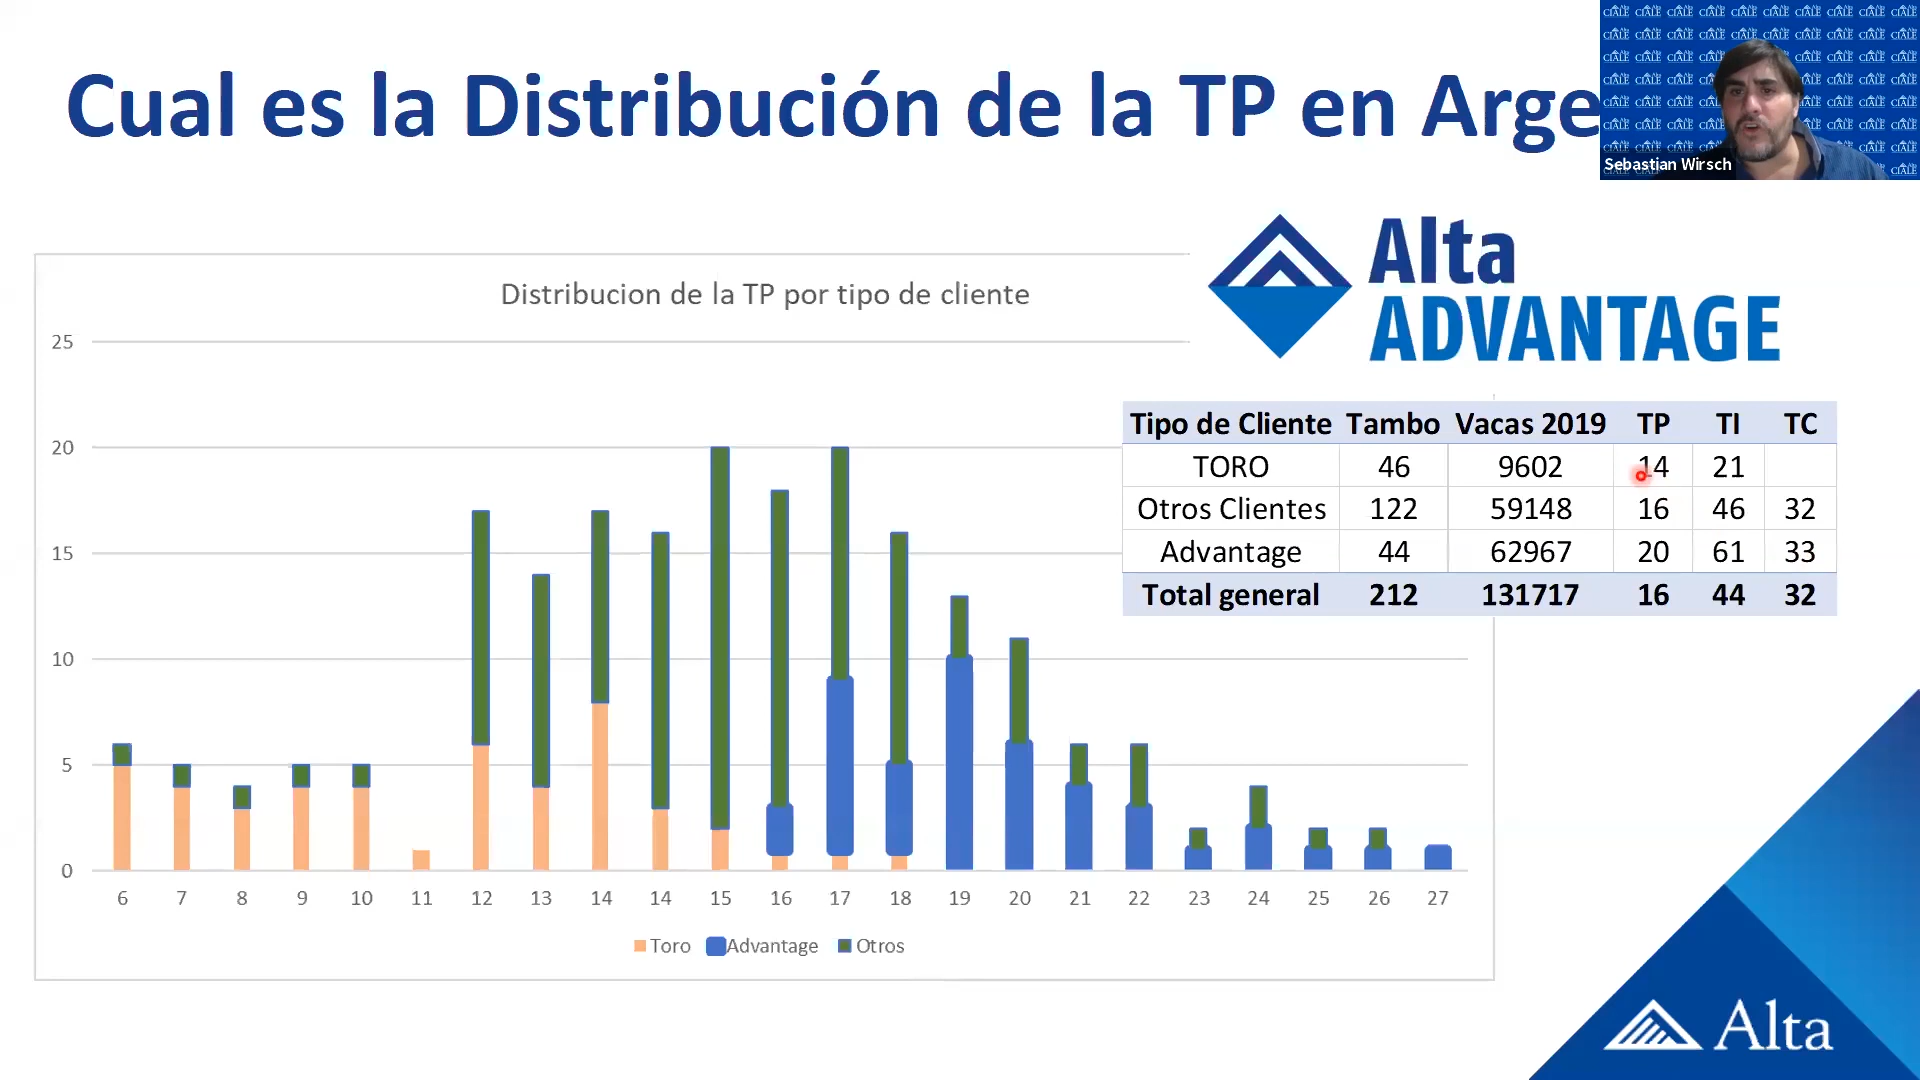 Cual es la Distribución de la TP en Arge
Sebastian Wirsch
Alta
ADVANTAGE
Distribucion de la TP por tipo de cliente
25
20
15
10
5
0
6 7 8 9 10 11 12 13 14 14 15 16 17 18 19 20 21 22 23 24 25 26 27
Toro Advantage Otros
Tipo de Cliente Tambo Vacas 2019 TP TI TC
TORO 46 9602 14 21
Otros Clientes 122 59148 16 46 32
Advantage 44 62967 20 61 33
Total general 212 131717 16 44 32
Alta